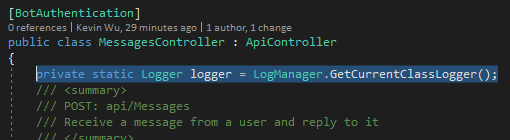 [BotAuthentication]
0 references | Kevin Wu, 29 minutes ago | 1 author, 1 change
public class MessagesController : ApiController
{
private static Logger logger = LogManager.GetCurrentClassLogger();
/// <summary>
/// POST: api/Messages
/// Receive a message from a user and reply to it
/// </summary>